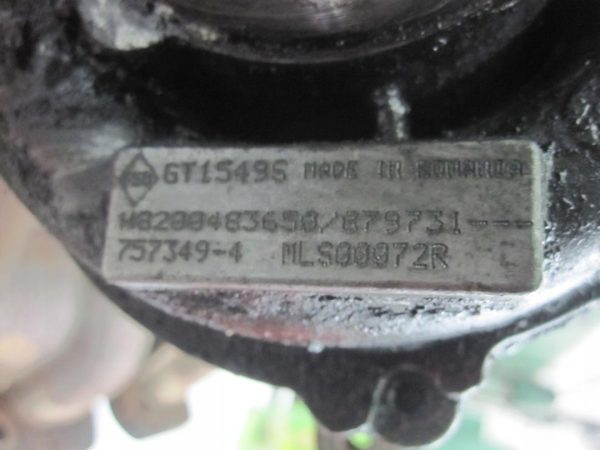 GT1549S MADE IN ROMANIA
H8200483650/879731---
757349-4 MLS00072R